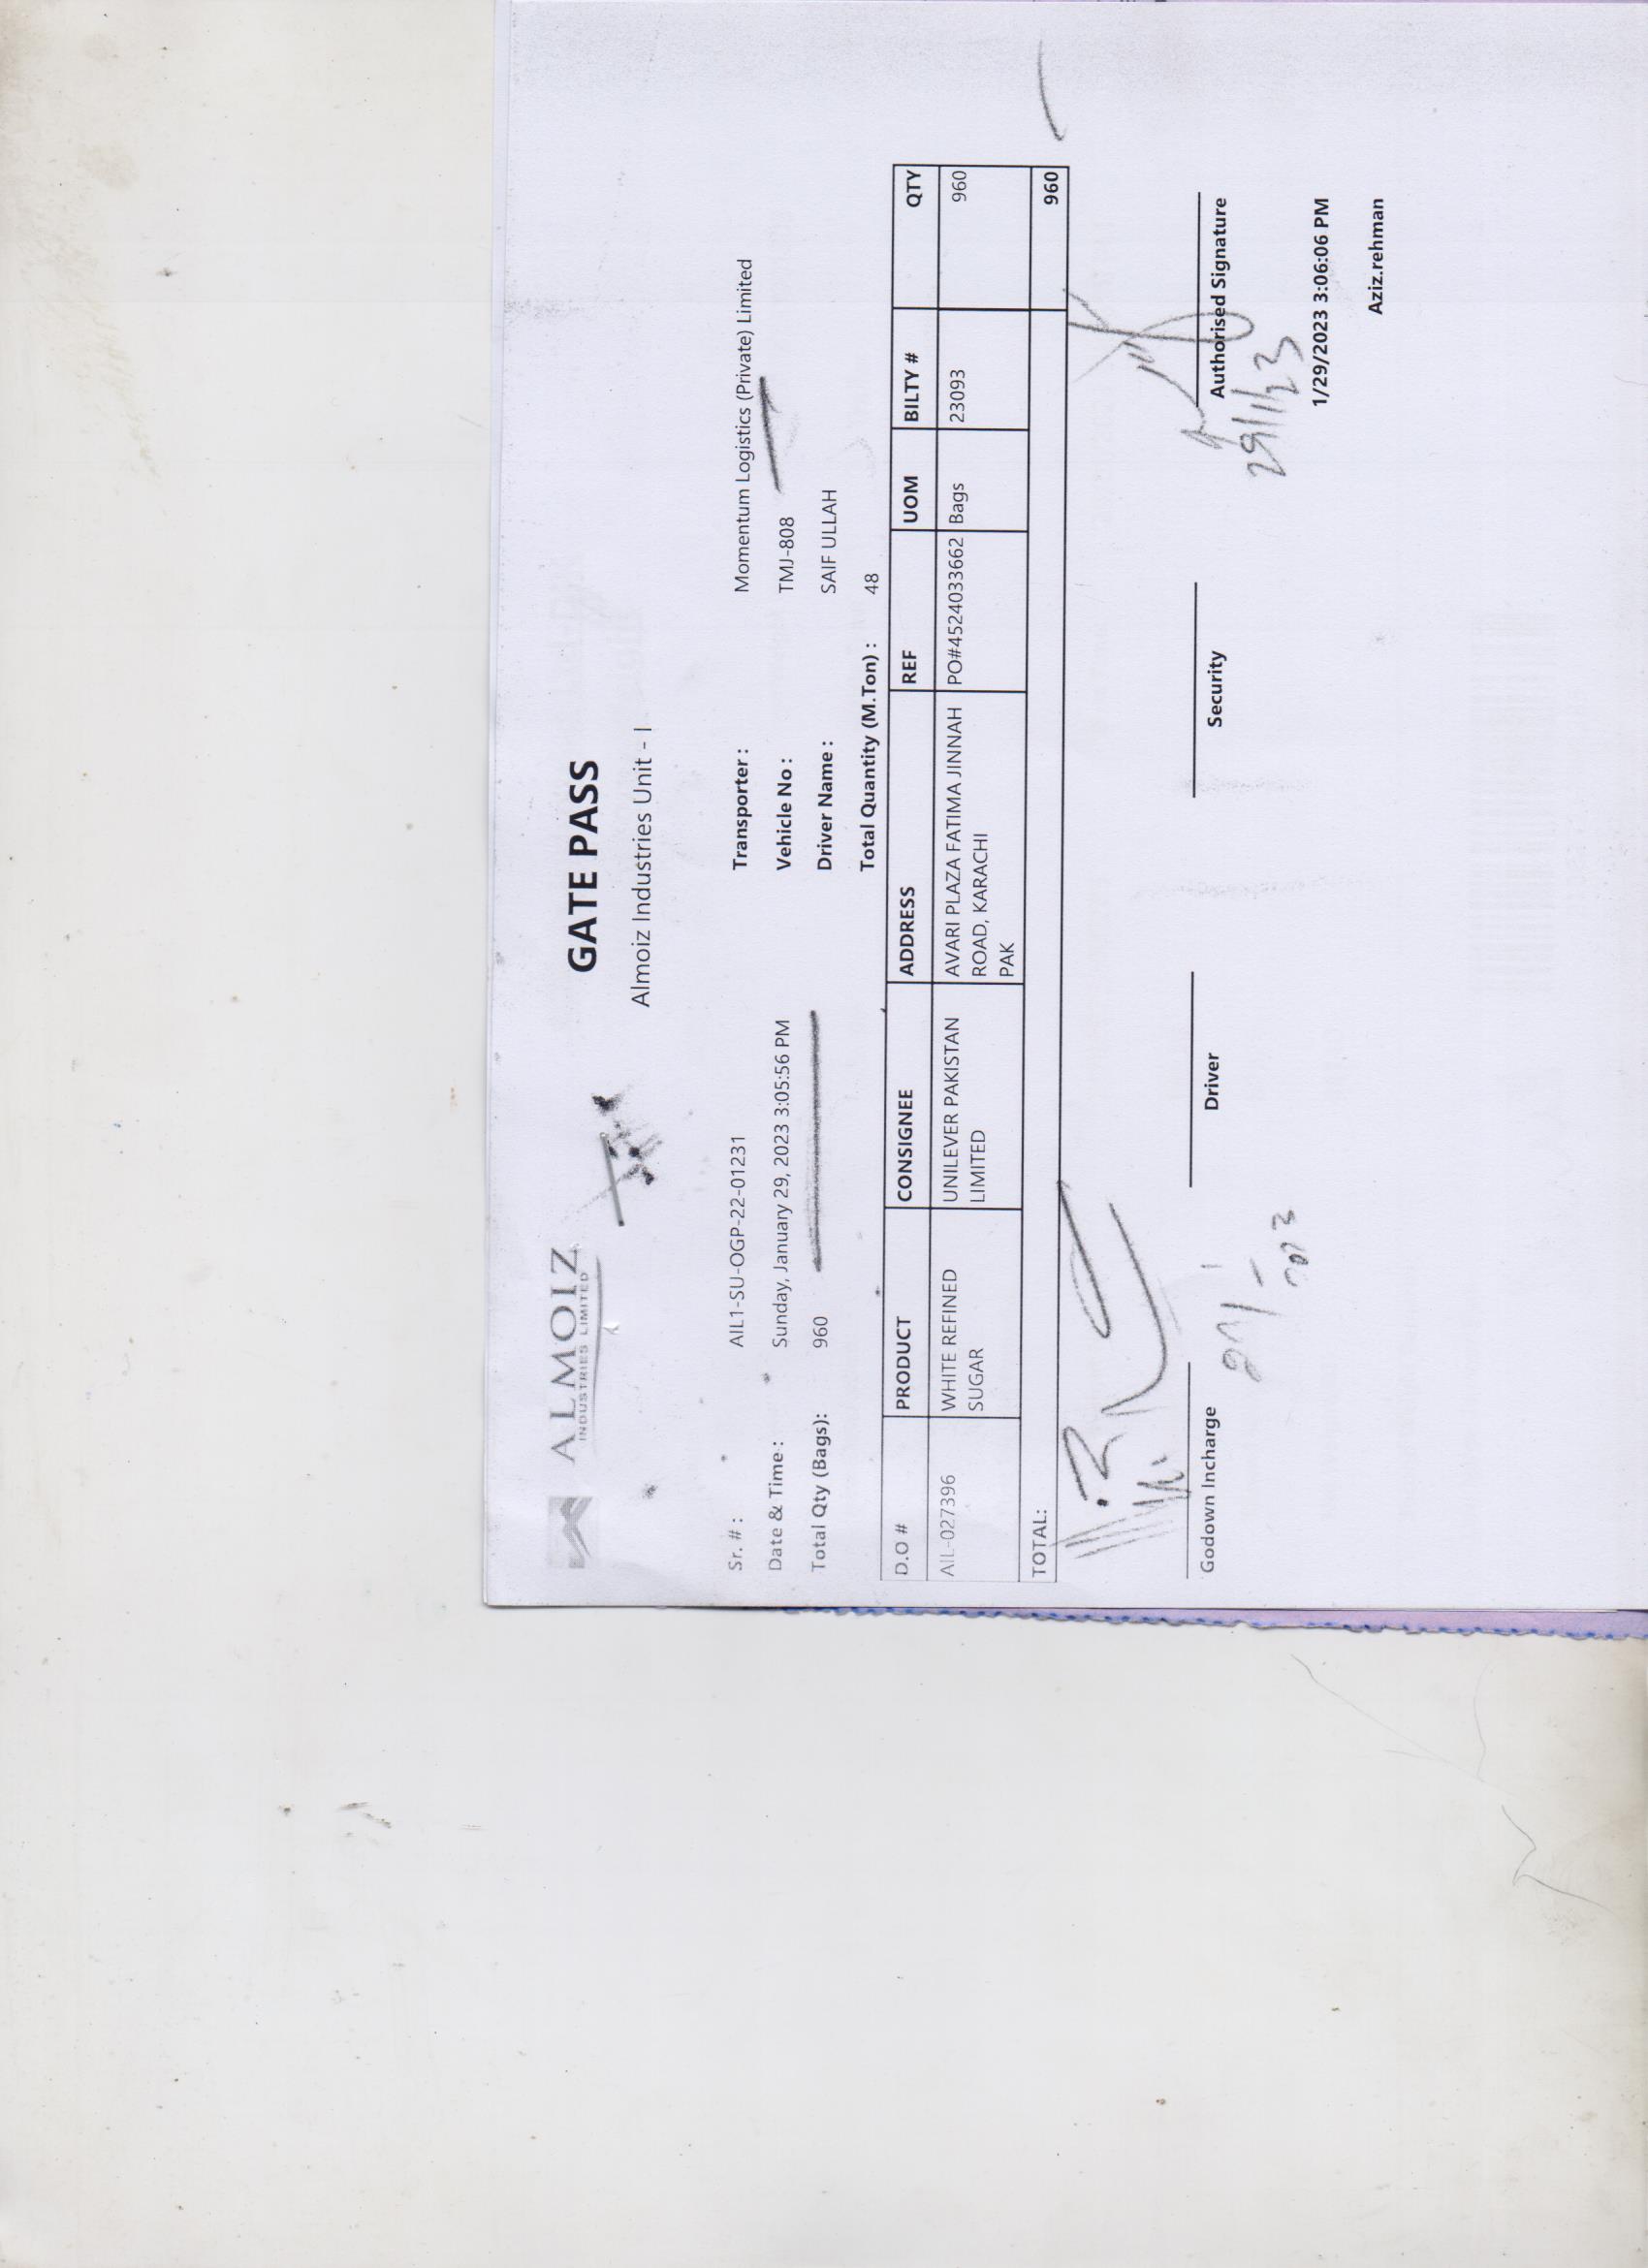 ALMOIZ
INDUSTRIES LIMITED
GATE PASS
Almoiz Industries Unit - I
Sr. # : AIL1-SU-OGP-22-01231 Transporter : Momentum Logistics (Private) Limited
Date & Time : Sunday, January 29, 2023 3:05:56 PM Vehicle No : TMJ-808
Total Qty (Bags): 960 Driver Name : SAIF ULLAH
Total Quantity (M.Ton) : 48
D.O # PRODUCT CONSIGNEE ADDRESS REF UOM BILTY # QTY
AIL-027396 WHITE REFINED UNILEVER PAKISTAN AVARI PLAZA FATIMA JINNAH PO#4524033662 Bags 23093 960
SUGAR LIMITED ROAD, KARACHI
PAK
TOTAL: 960
Godown Incharge Driver Security Authorised Signature
29/1/23
1/29/2023 3:06:06 PM
Aziz.rehman